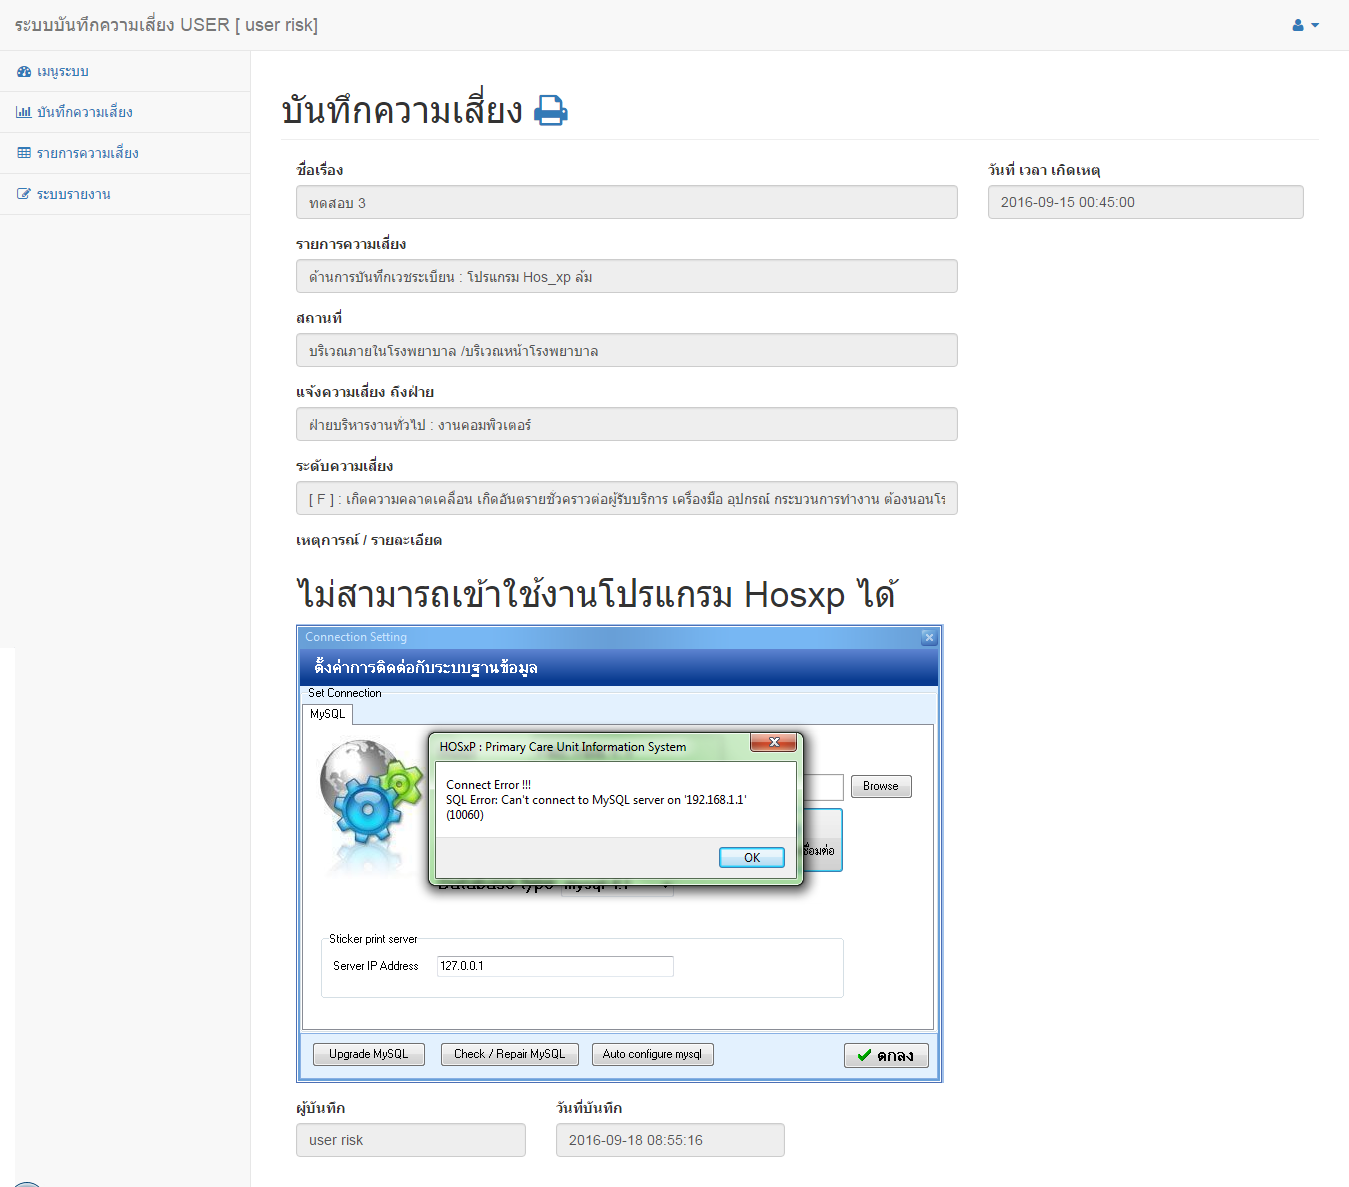 ระบบบันทึกความเสี่ยง USER [ user risk]
เมนูระบบ
บันทึกความเสี่ยง
รายการความเสี่ยง
ระบบรายงาน
บันทึกความเสี่ยง
ชื่อเรื่อง
ทดสอบ 3
วันที่ เวลา เกิดเหตุ
2016-09-15 00:45:00
รายการความเสี่ยง
ด้านการบันทึกเวชระเบียน : โปรแกรม Hos_xp ล้ม
สถานที่
บริเวณภายในโรงพยาบาล /บริเวณหน้าโรงพยาบาล
แจ้งความเสี่ยง ถึงฝ่าย
ฝ่ายบริหารงานทั่วไป : งานคอมพิวเตอร์
ระดับความเสี่ยง
[ F ] : เกิดความคลาดเคลื่อน เกิดอันตรายชั่วคราวต่อผู้รับบริการ เครื่องมือ อุปกรณ์ กระบวนการทำงาน ต้องนอนโร
เหตุการณ์ / รายละเอียด
ไม่สามารถเข้าใช้งานโปรแกรม Hosxp ได้
Connection Setting
ตั้งค่าการติดต่อกับระบบฐานข้อมูล
Set Connection
MySQL
HOSxP : Primary Care Unit Information System
Connect Error !!!
SQL Error: Can't connect to MySQL server on '192.168.1.1'
(10060)
OK
Browse
Database type mysql 4.1
Sticker print server
Server IP Address 127.0.0.1
Upgrade MySQL
Check / Repair MySQL
Auto configure mysql
ตกลง
ผู้บันทึก
user risk
วันที่บันทึก
2016-09-18 08:55:16